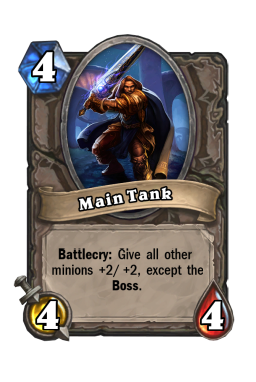 4
Main Tank
Battlecry: Give all other
minions +2/ +2, except the
Boss.
4
4